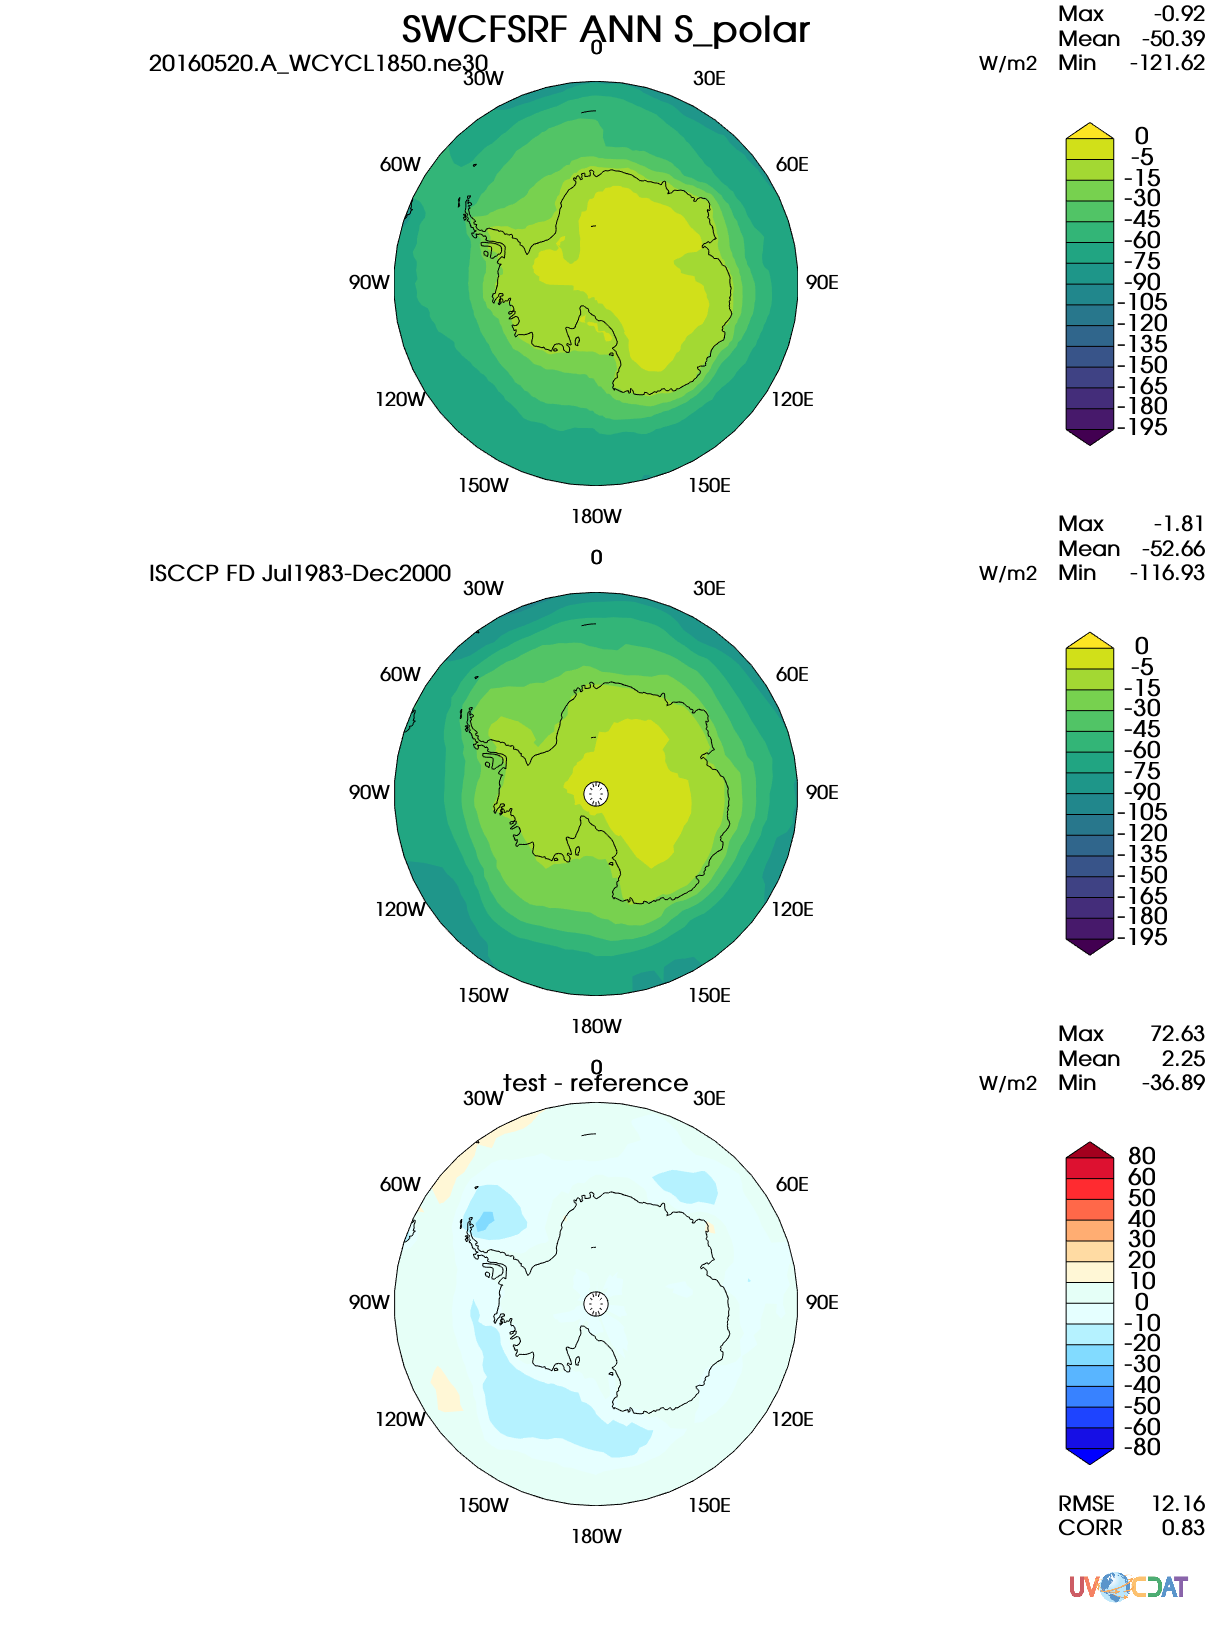 SWCFSRF ANN S_polar
20160520.A_WCYCL1850.ne30
W/m2
Max -0.92
Mean -50.39
Min -121.62
0
30W 30E
60W 60E
90W 90E
120W 120E
150W 150E
180W
0
-5
-15
-30
-45
-60
-75
-90
-105
-120
-135
-150
-165
-180
-195
ISCCP FD Jul1983-Dec2000
W/m2
Max -1.81
Mean -52.66
Min -116.93
0
30W 30E
60W 60E
90W 90E
120W 120E
150W 150E
180W
0
-5
-15
-30
-45
-60
-75
-90
-105
-120
-135
-150
-165
-180
-195
test - reference
W/m2
Max 72.63
Mean 2.25
Min -36.89
0
30W 30E
60W 60E
90W 90E
120W 120E
150W 150E
180W
80
60
50
40
30
20
10
0
-10
-20
-30
-40
-50
-60
-80
RMSE 12.16
CORR 0.83
UV CDAT